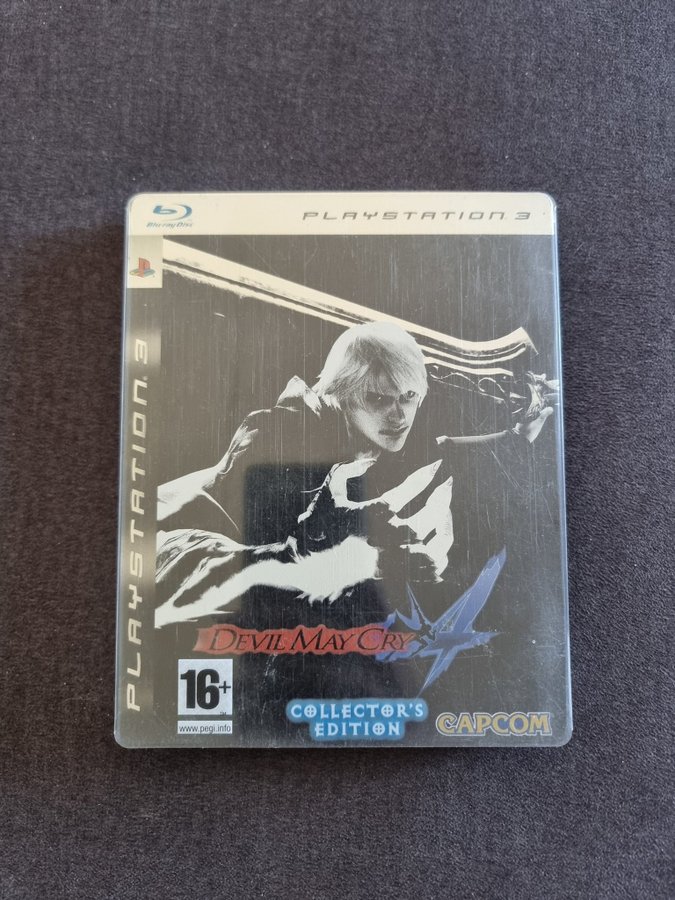 Blu-ray Disc
PLAYSTATION 3
PLAYSTATION 3
DEVIL MAY CRY 4
16+
www.pegi.info
COLLECTOR'S
EDITION
CAPCOM